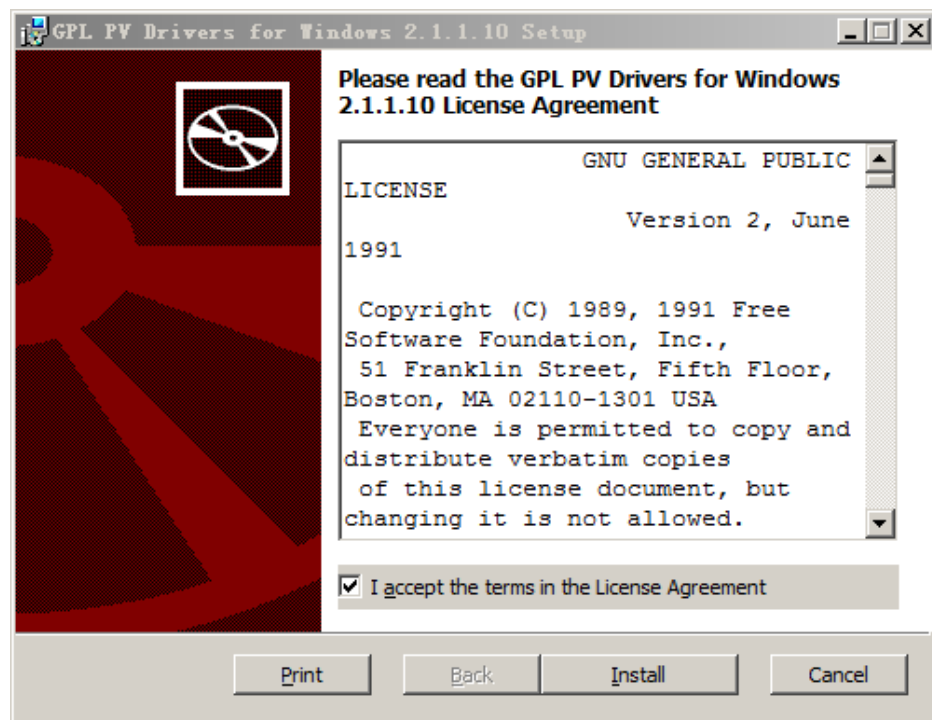 GPL PV Drivers for Windows 2.1.1.10 Setup
Please read the GPL PV Drivers for Windows
2.1.1.10 License Agreement
GNU GENERAL PUBLIC
LICENSE
Version 2, June
1991
Copyright (C) 1989, 1991 Free
Software Foundation, Inc.,
51 Franklin Street, Fifth Floor,
Boston, MA 02110-1301 USA
Everyone is permitted to copy and
distribute verbatim copies
of this license document, but
changing it is not allowed.
I accept the terms in the License Agreement
Print
Back
Install
Cancel